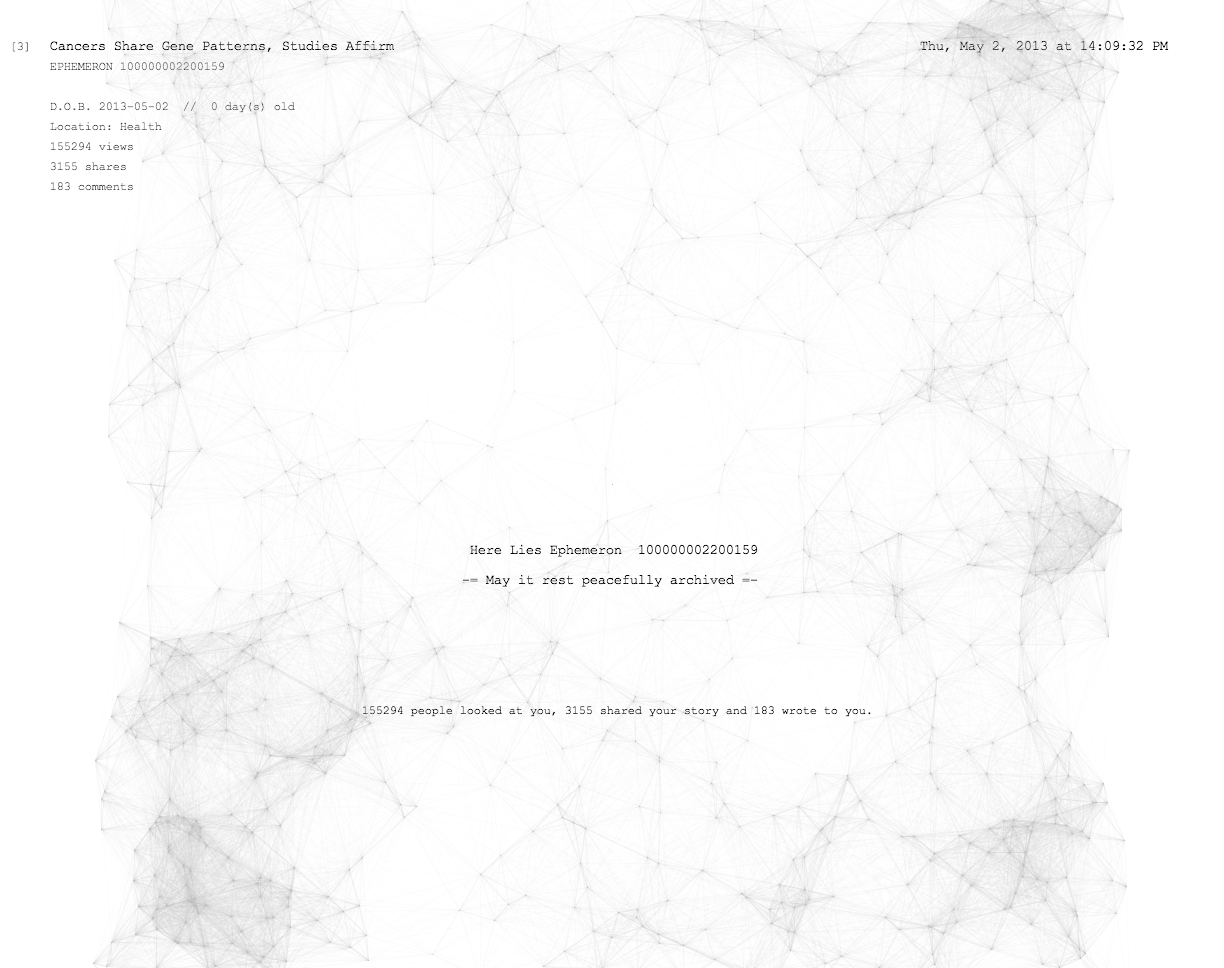 [3] Cancers Share Gene Patterns, Studies Affirm Thu, May 2, 2013 at 14:09:32 PM
EPHEMERON 100000002200159
D.O.B. 2013-05-02 // 0 day(s) old
Location: Health
155294 views
3155 shares
183 comments
Here Lies Ephemeron 100000002200159
-= May it rest peacefully archived =-
155294 people looked at you, 3155 shared your story and 183 wrote to you.